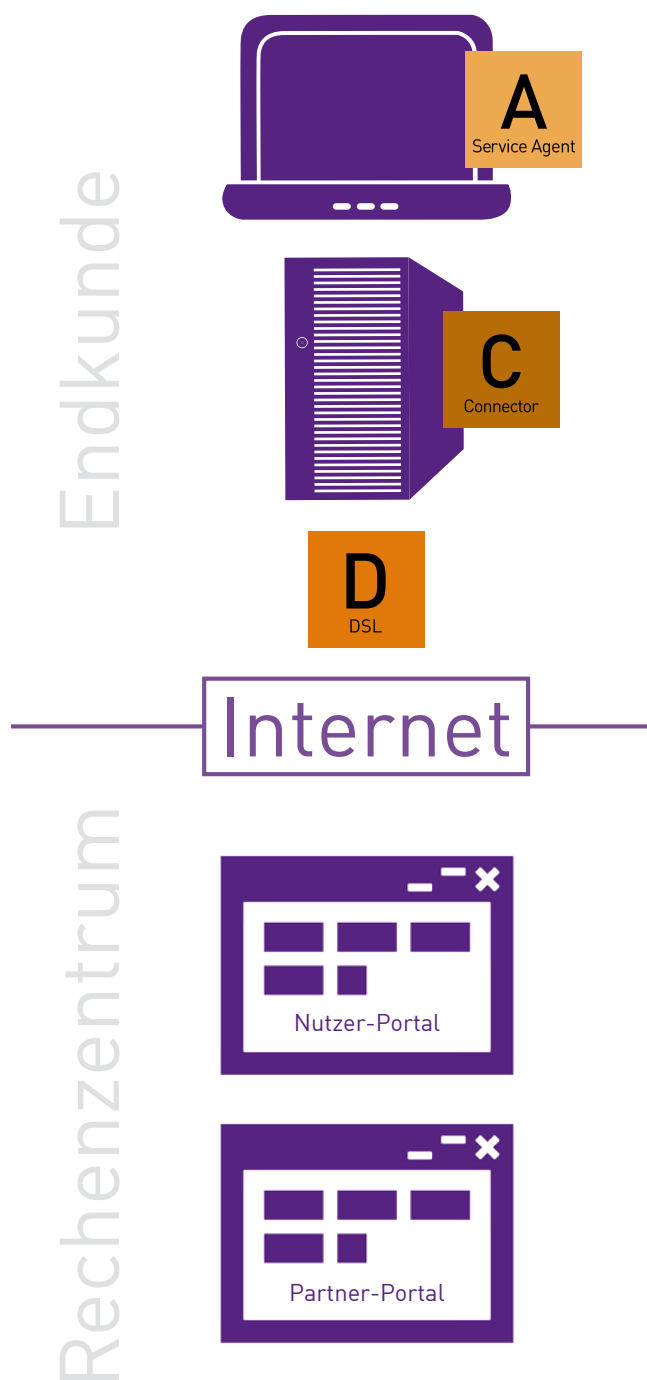 Endkunde
A
Service Agent
C
Connector
D
DSL
Internet
Rechenzentrum
Nutzer-Portal
Partner-Portal